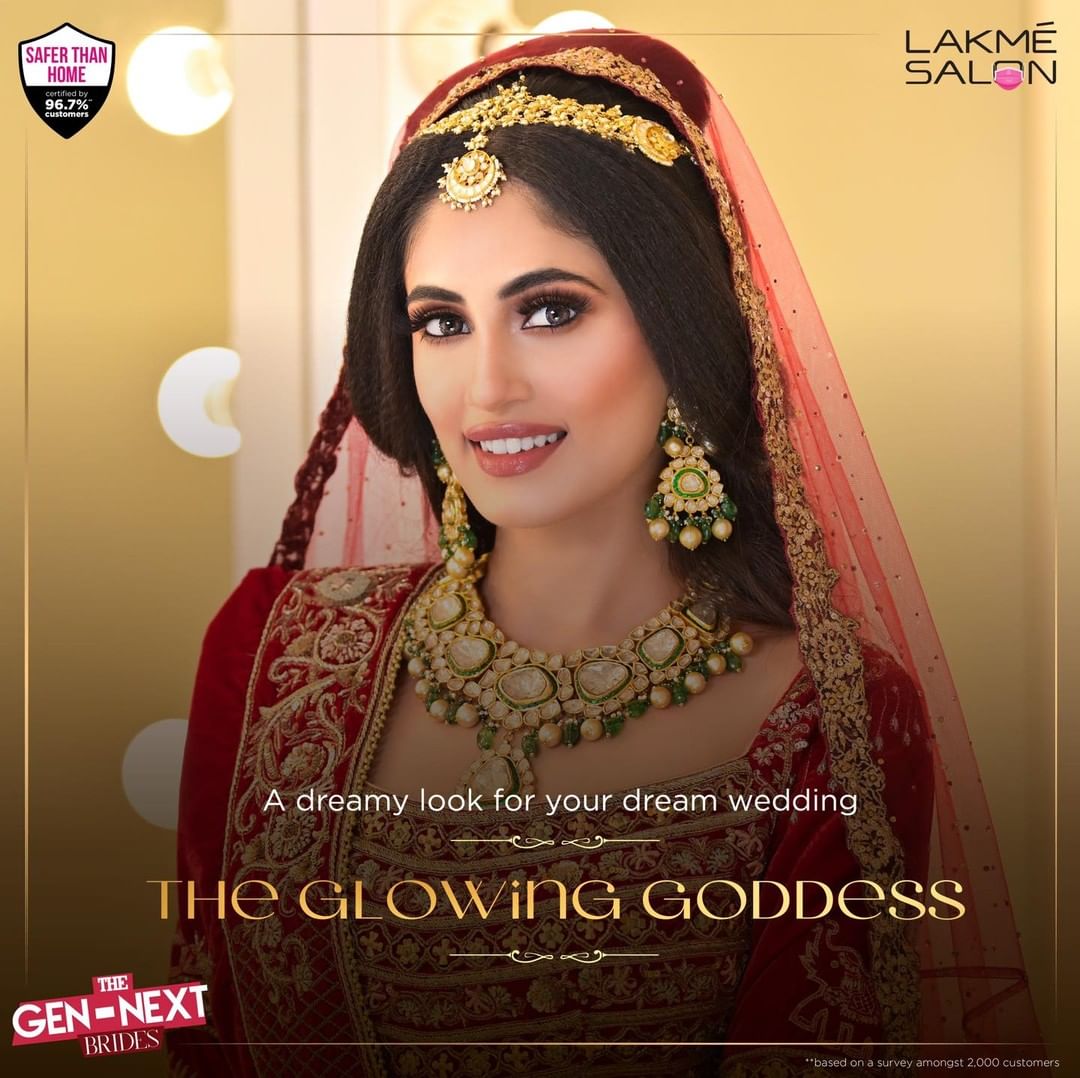 SAFER THAN
HOME
certified by
96.7%**
customers
LAKMÉ
SALON
A dreamy look for your dream wedding
THE GLOWING GODDESS
THE
GEN-NEXT
BRIDES
**based on a survey amongst 2,000 customers